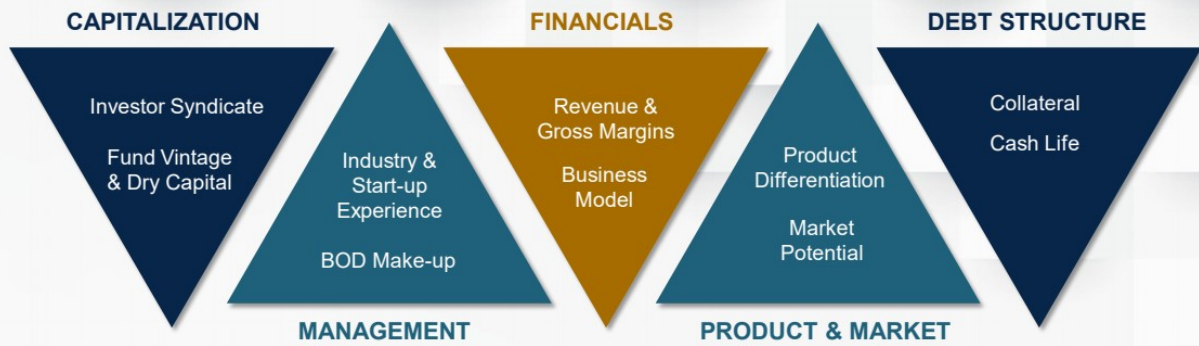 CAPITALIZATION
Investor Syndicate
Fund Vintage
& Dry Capital
Industry &
Start-up
Experience
BOD Make-up
MANAGEMENT
FINANCIALS
Revenue &
Gross Margins
Business
Model
Product
Differentiation
Market
Potential
PRODUCT & MARKET
DEBT STRUCTURE
Collateral
Cash Life